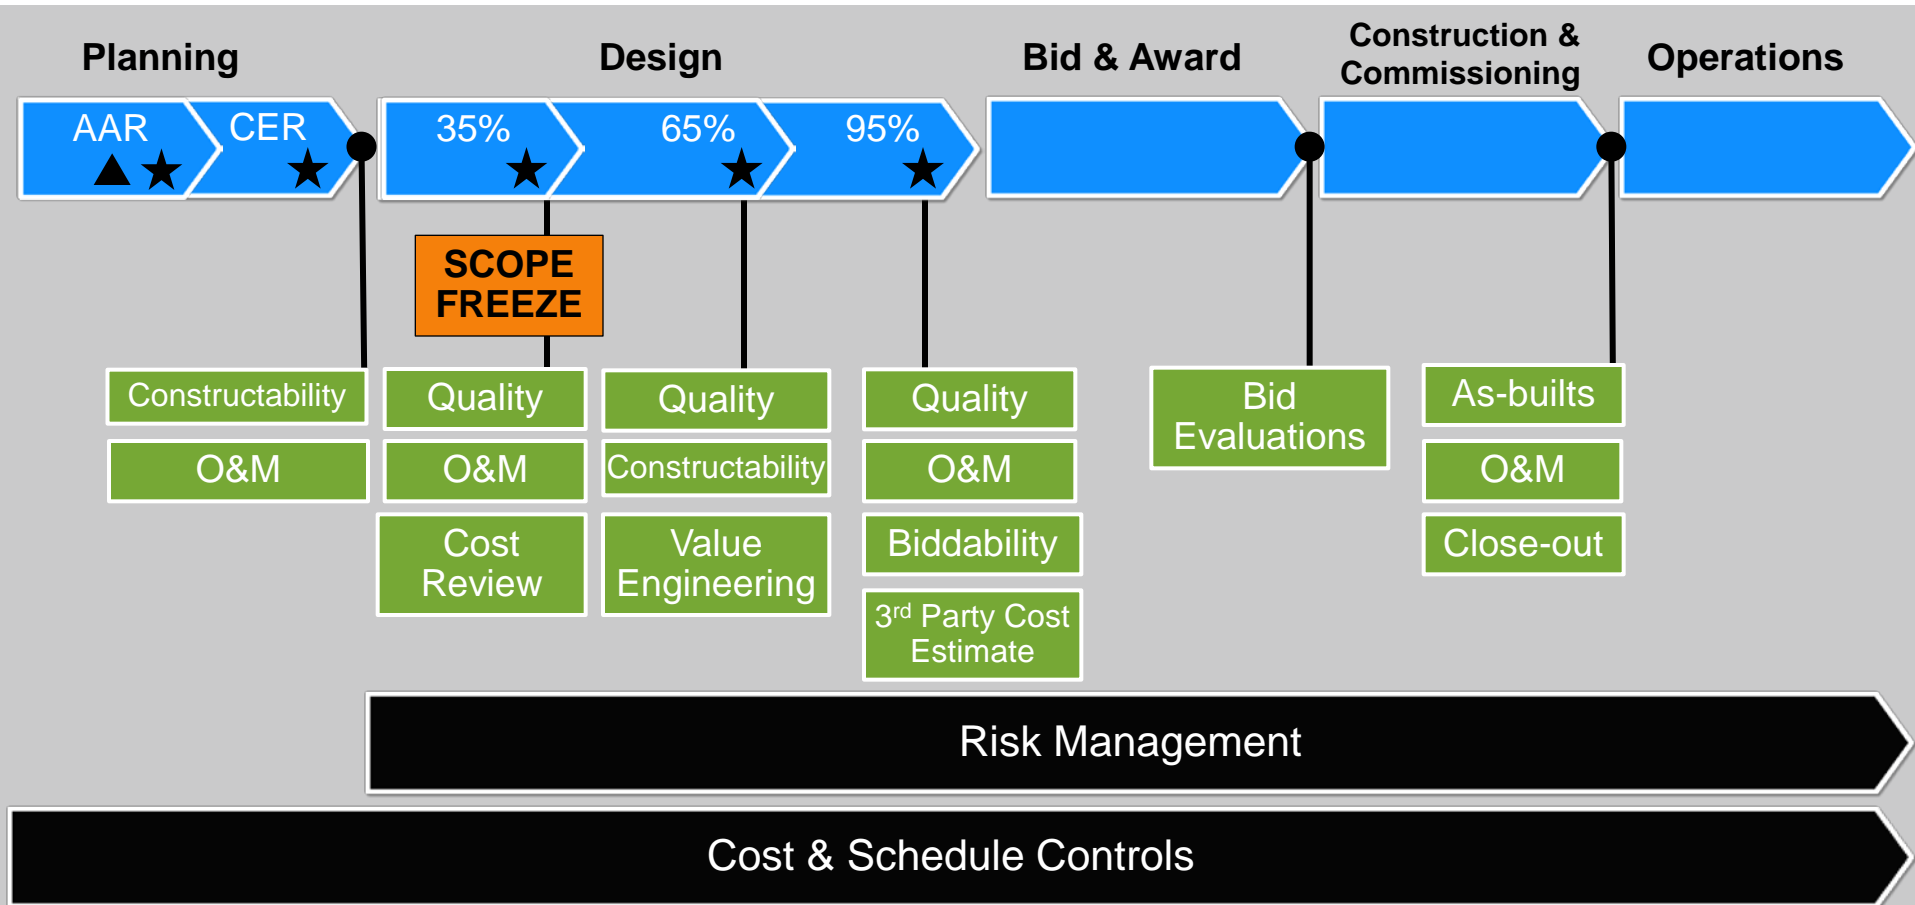 Planning
Design
Bid & Award
Construction &
Commissioning
Operations
AAR
CER
35%
65%
95%
SCOPE
FREEZE
Constructability
O&M
Quality
O&M
Cost
Review
Quality
Constructability
Value
Engineering
Quality
O&M
Biddability
3rd Party Cost
Estimate
Bid
Evaluations
As-builts
O&M
Close-out
Risk Management
Cost & Schedule Controls